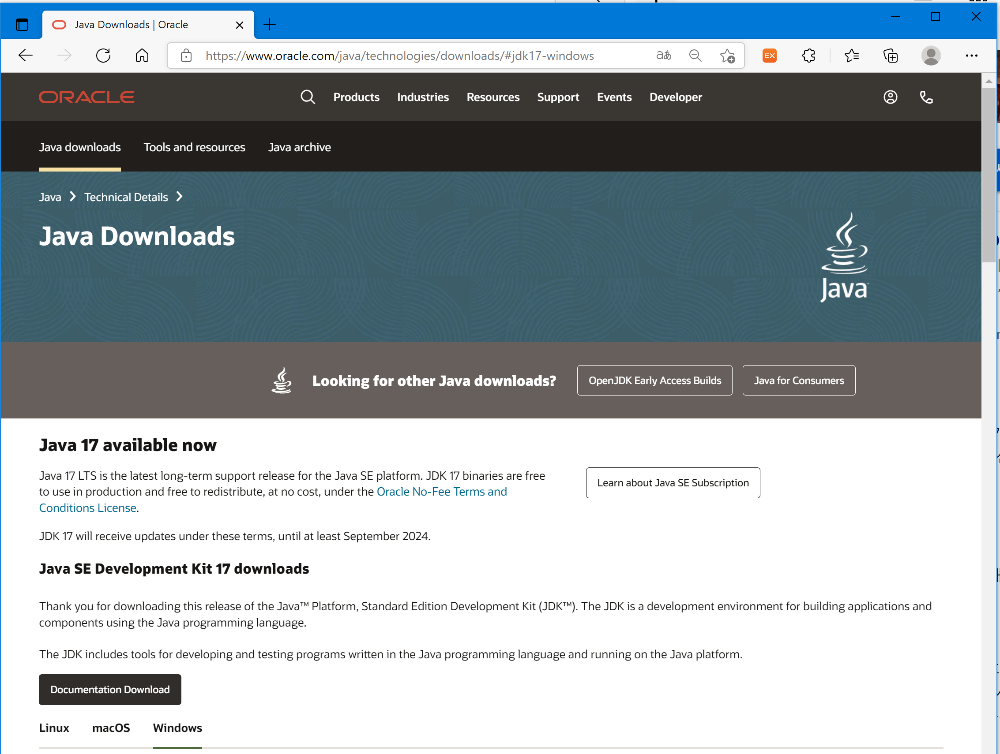 Java Downloads | Oracle
https://www.oracle.com/java/technologies/downloads/#jdk17-windows
aあ
EX
ORACLE
Products Industries Resources Support Events Developer
Java downloads Tools and resources Java archive
Java Technical Details
Java Downloads
Java™
Looking for other Java downloads? OpenJDK Early Access Builds Java for Consumers
Java 17 available now
Java 17 LTS is the latest long-term support release for the Java SE platform. JDK 17 binaries are free
to use in production and free to redistribute, at no cost, under the Oracle No-Fee Terms and
Conditions License.
Learn about Java SE Subscription
JDK 17 will receive updates under these terms, until at least September 2024.
Java SE Development Kit 17 downloads
Thank you for downloading this release of the Java™ Platform, Standard Edition Development Kit (JDK™). The JDK is a development environment for building applications and
components using the Java programming language.
The JDK includes tools for developing and testing programs written in the Java programming language and running on the Java platform.
Documentation Download
Linux macOS Windows